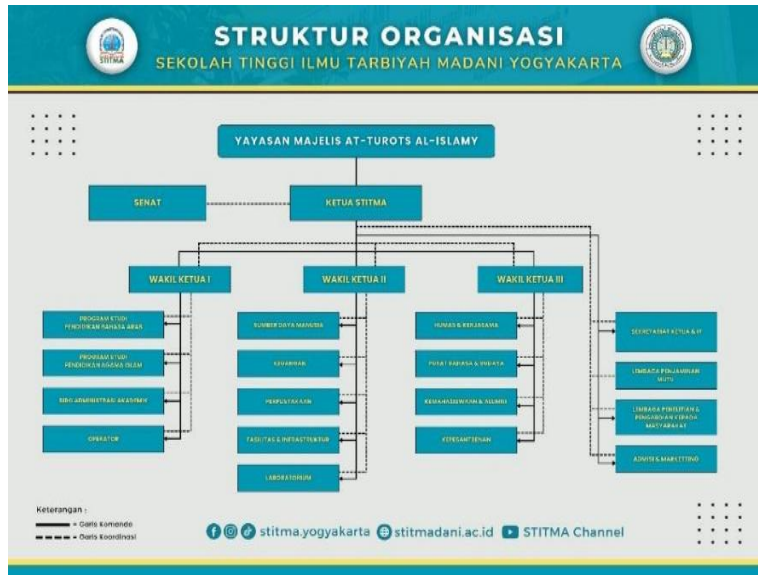 STITMA
STRUKTUR ORGANISASI
SEKOLAH TINGGI ILMU TARBIYAH MADANI YOGYAKARTA
YAYASAN MAJELIS AT-TUROTS AL-ISLAMY
SENAT
KETUA STITMA
WAKIL KETUA I
WAKIL KETUA II
WAKIL KETUA III
PROGRAM STUDI
PENDIDIKAN BAHASA ARAB
PROGRAM STUDI
PENDIDIKAN AGAMA ISLAM
BIRO ADMINISTRASI AKADEMIK
OPERATOR
SUMBER DAYA MANUSIA
KEUANGAN
PERPUSTAKAAN
FASILITAS & INFRASTRUKTUR
LABORATORIUM
HUMAS & KERJASAMA
PUSAT BAHASA & BUDAYA
KEMAHASISWAAN & ALUMNI
KEPESANTRENAN
SEKRETARIAT KETUA & IT
LEMBAGA PENJAMINAN
MUTU
LEMBAGA PENELITIAN &
PENGABDIAN KEPADA
MASYARAKAT
ADMISI & MARKETING
Keterangan :
= Garis Komando
= Garis Koordinasi
stitma.yogyakarta
stitmadani.ac.id
STITMA Channel